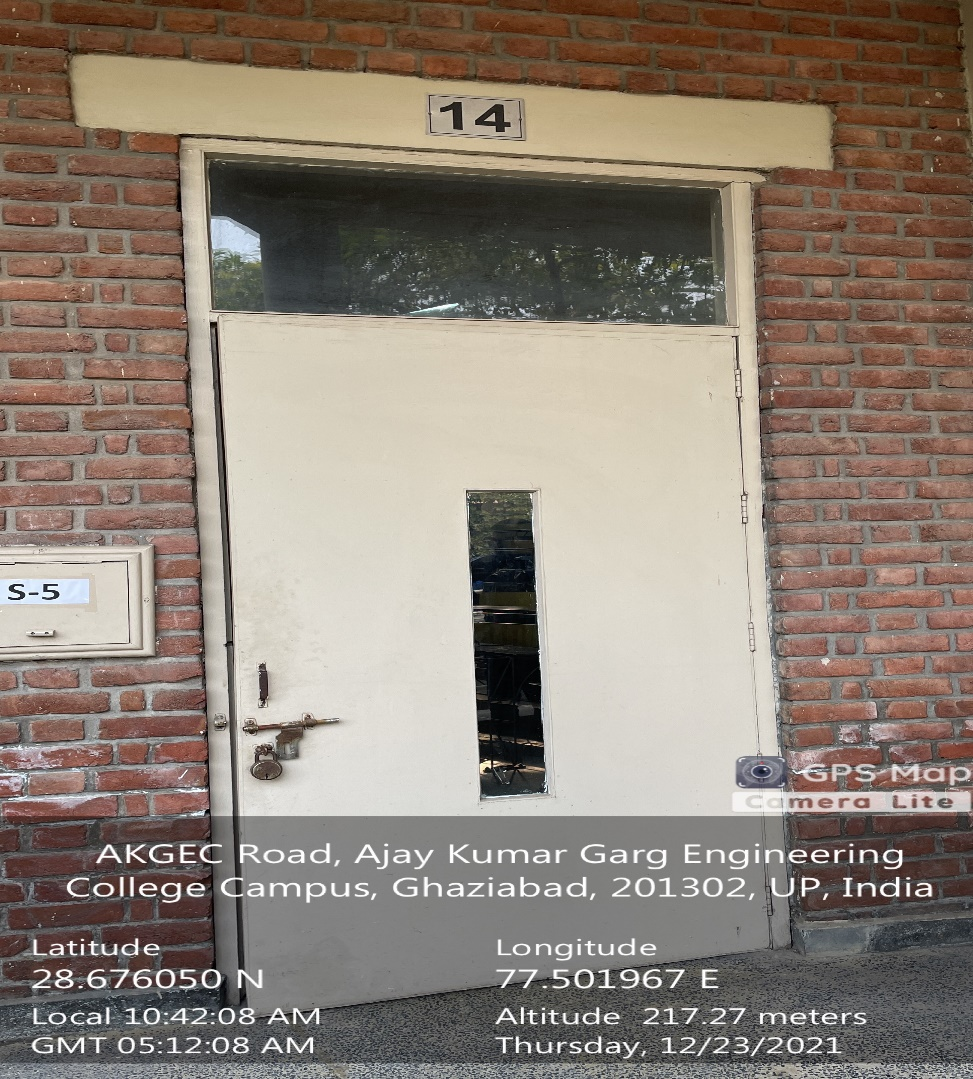 14
S-5
GPS Map
Camera Lite
AKGEC Road, Ajay Kumar Garg Engineering
College Campus, Ghaziabad, 201302, UP, India
Latitude
28.676050 N
Longitude
77.501967 E
Local 10:42:08 AM
Altitude 217.27 meters
GMT 05:12:08 AM
Thursday, 12/23/2021